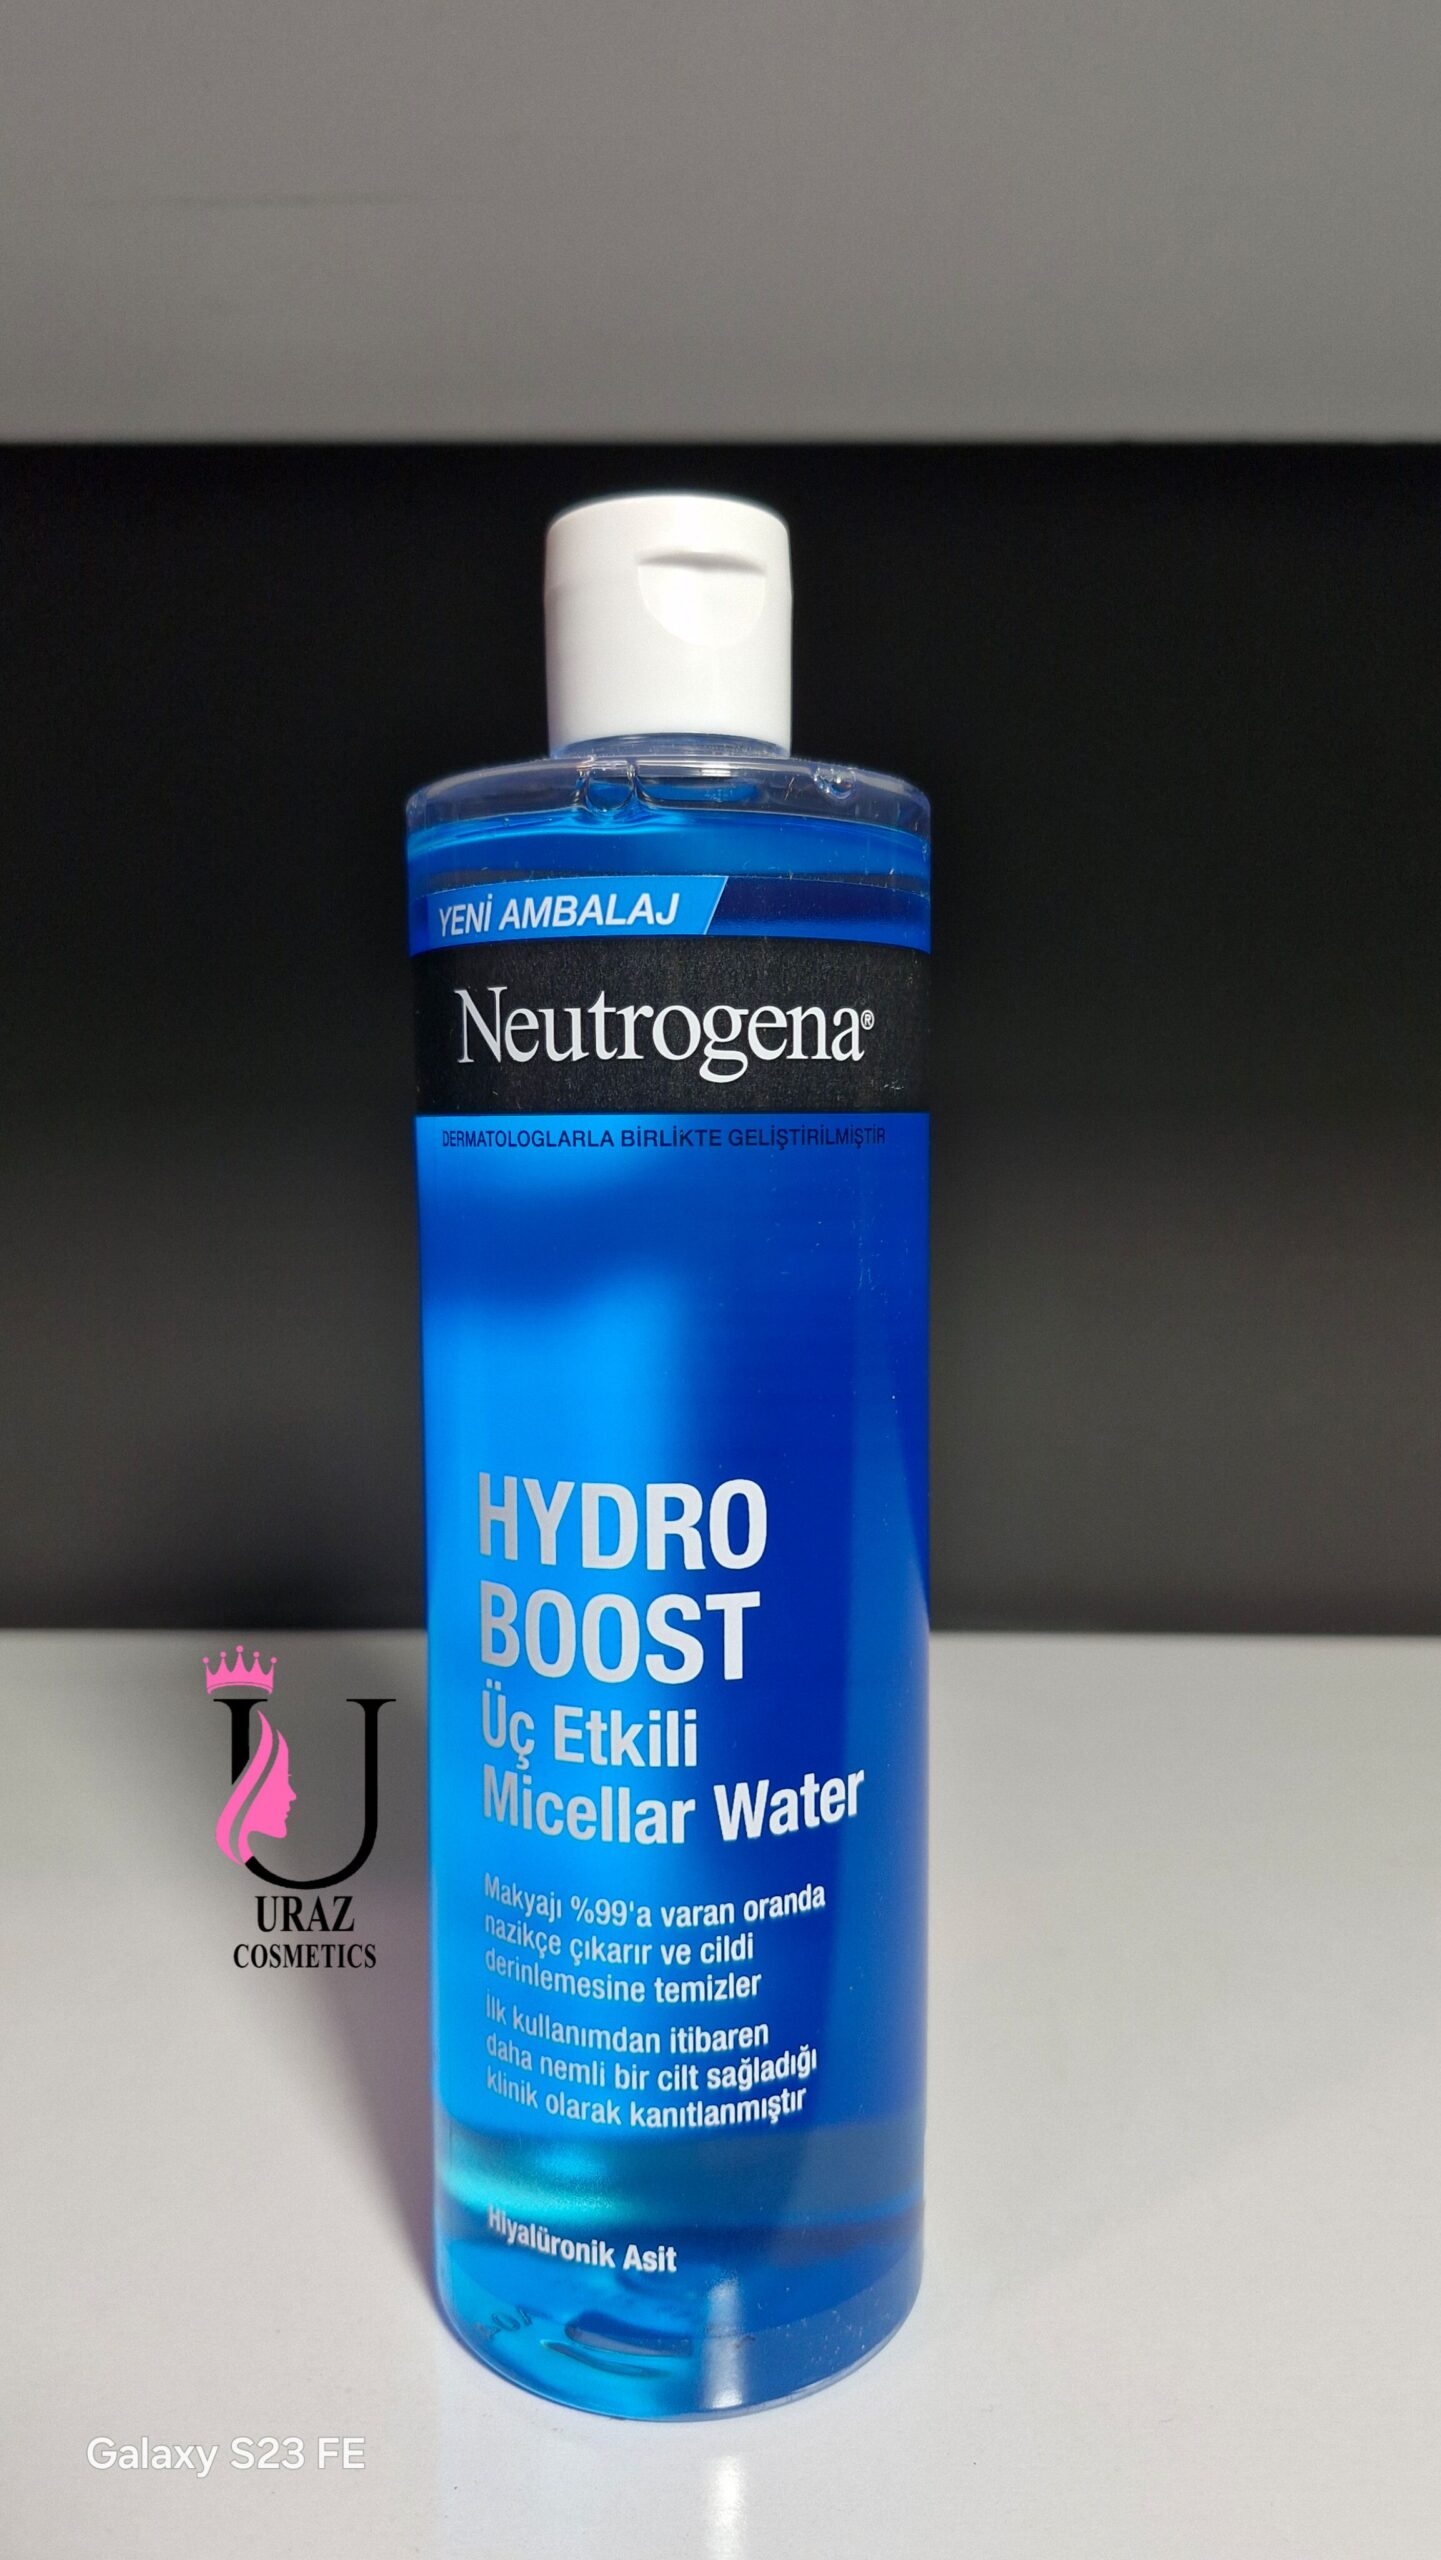 YENİ AMBALAJ
Neutrogena®
DERMATOLOGLARLA BİRLİKTE GELİŞTİRİLMİŞTİR
HYDRO
BOOST
Üç Etkili
Micellar Water
Makyajı %99'a varan oranda
nazikçe çıkarır ve cildi
derinlemesine temizler
İlk kullanımdan itibaren
daha nemli bir cilt sağladığı
klinik olarak kanıtlanmıştır
Hiyalüronik Asit
U
URAZ
COSMETICS
Galaxy S23 FE